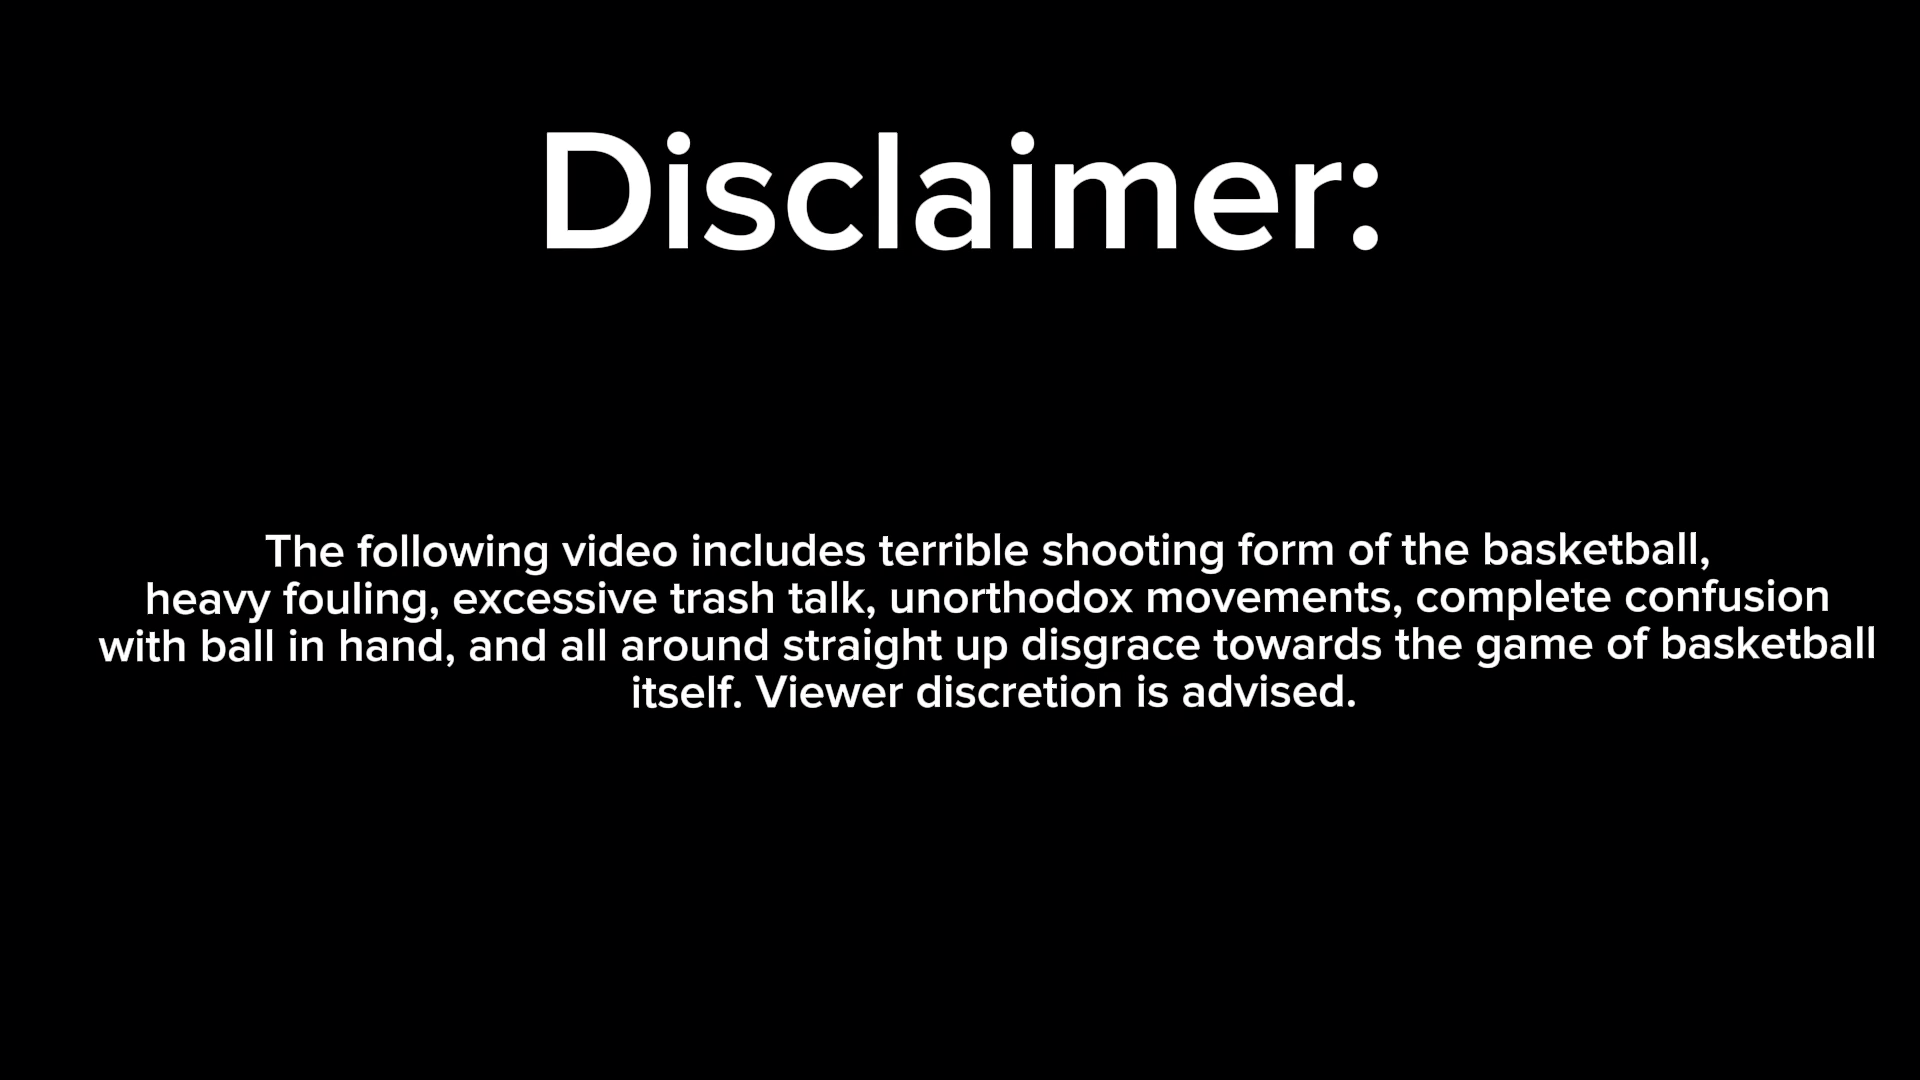 Disclaimer:
The following video includes terrible shooting form of the basketball,
heavy fouling, excessive trash talk, unorthodox movements, complete confusion
with ball in hand, and all around straight up disgrace towards the game of basketball
itself. Viewer discretion is advised.